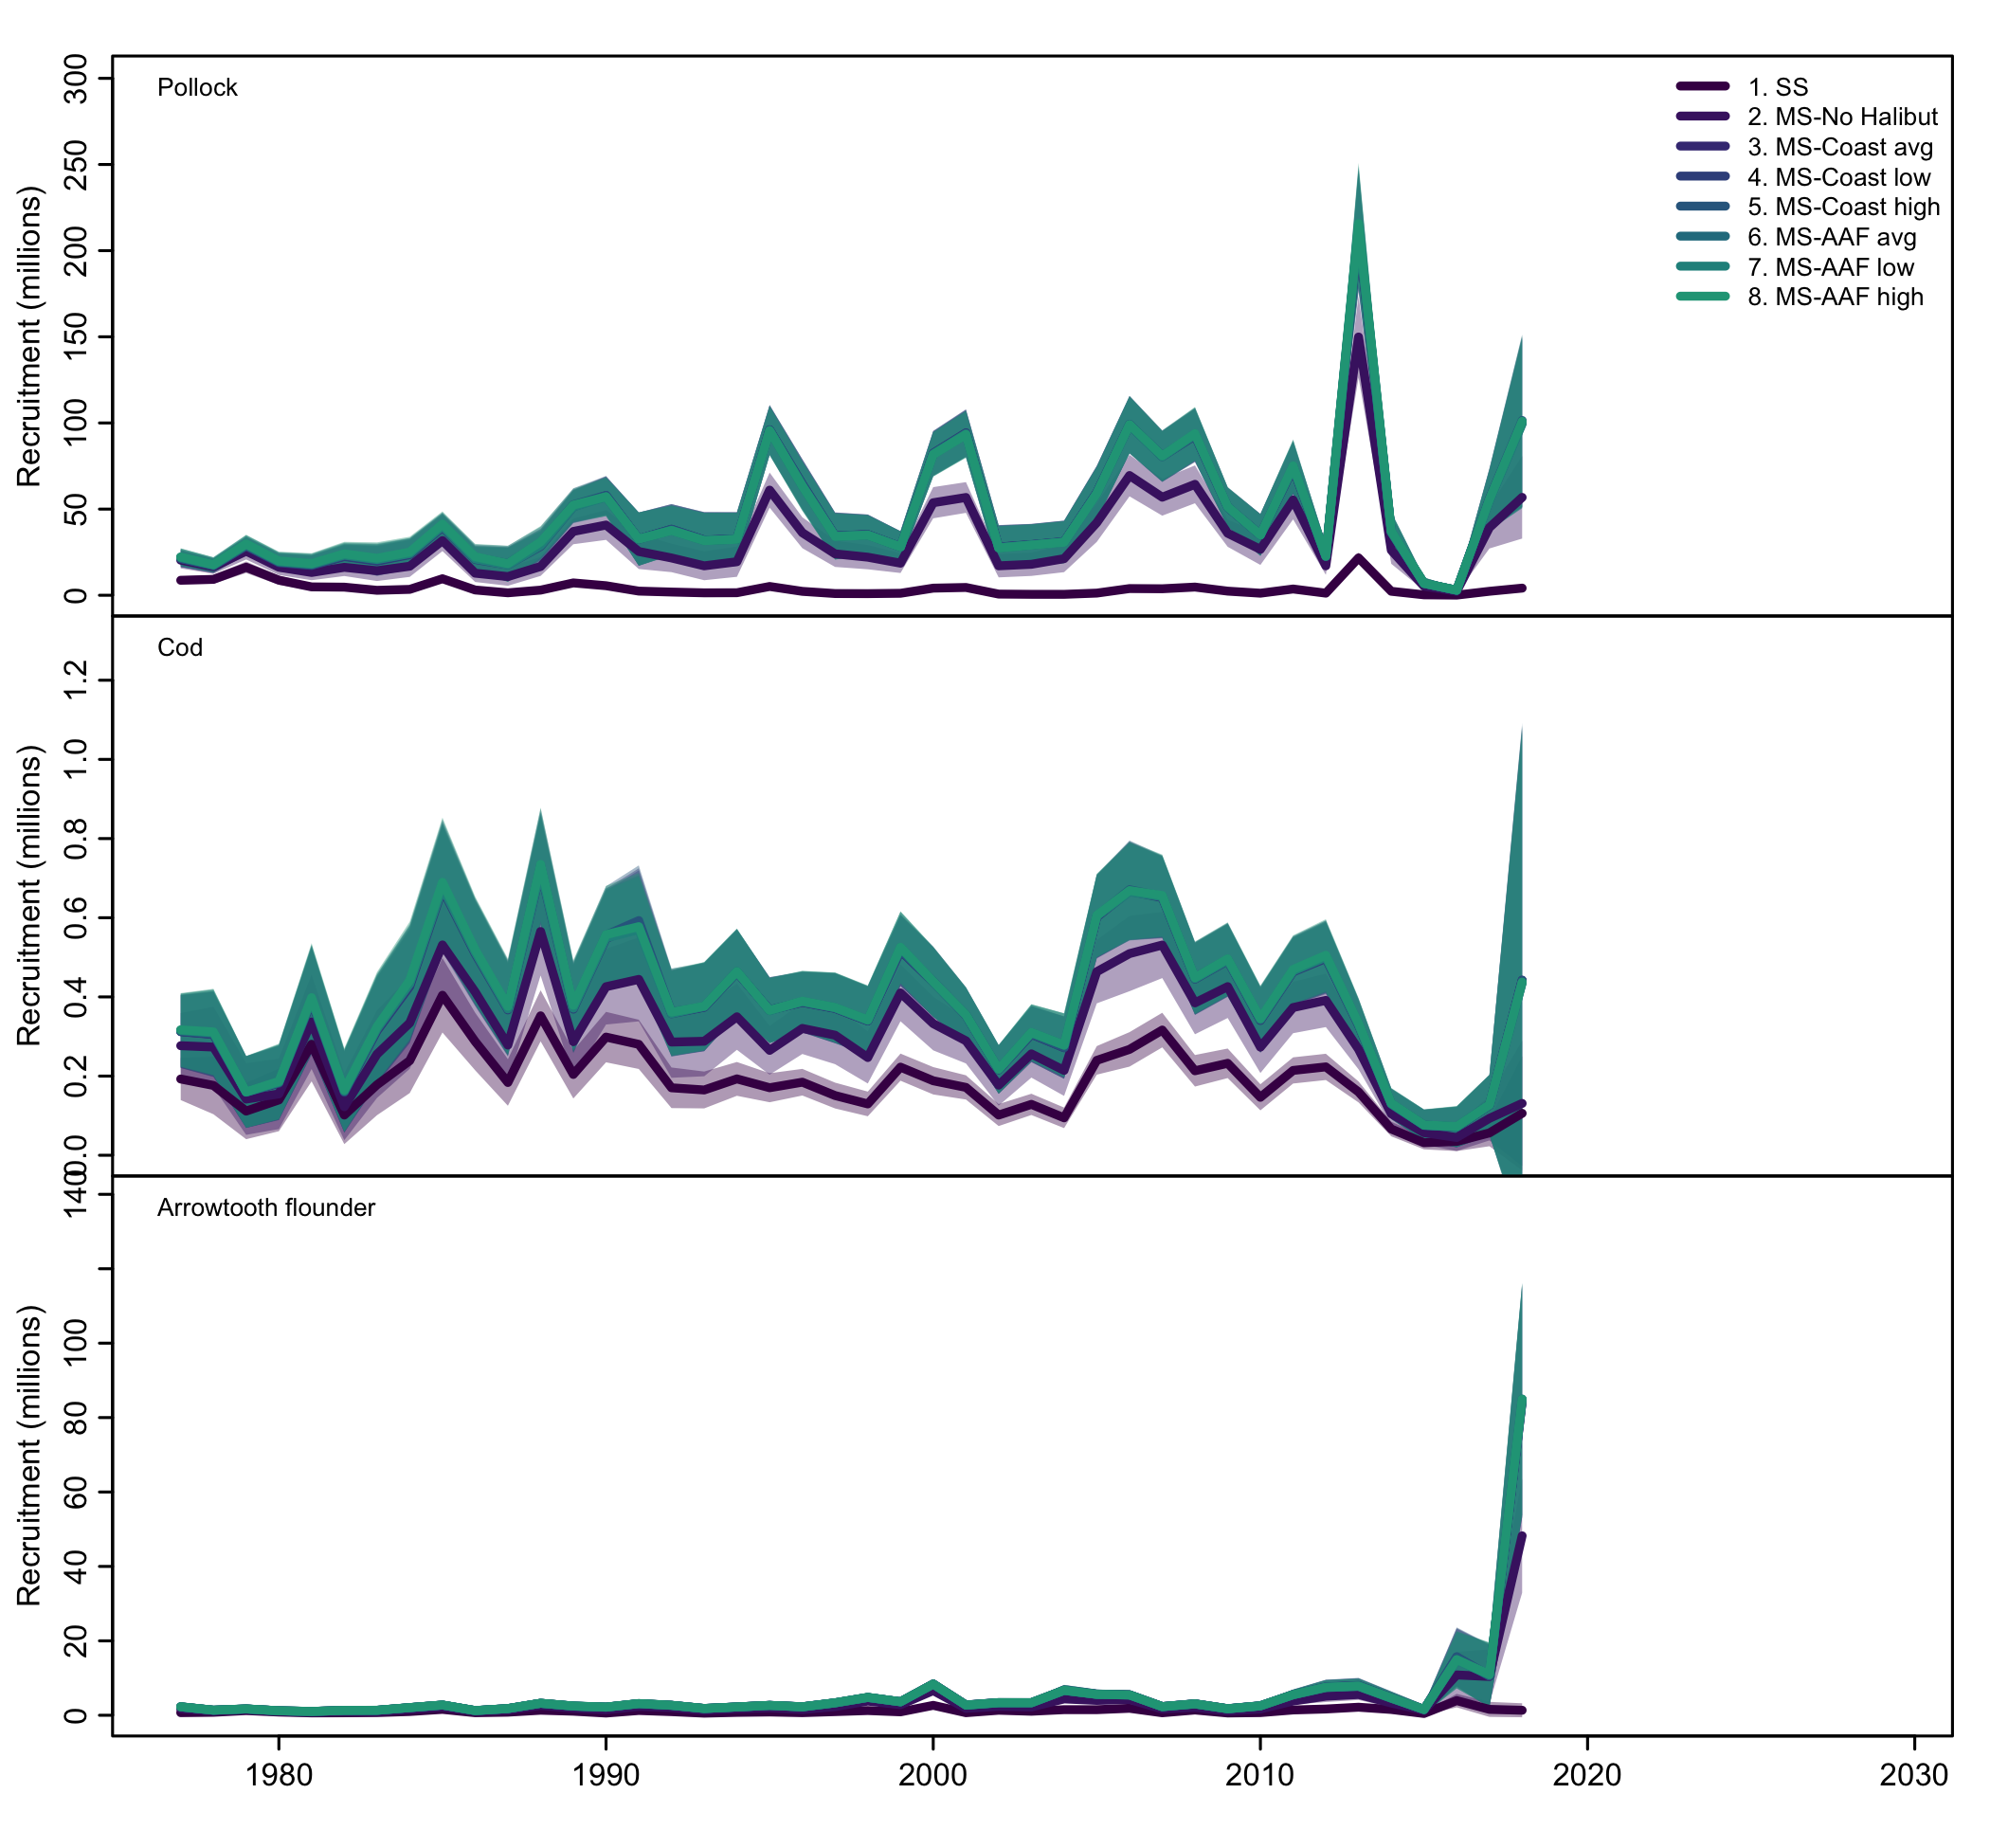 Pollock
Recruitment (millions)
300
250
200
150
100
50
0
1. SS
2. MS-No Halibut
3. MS-Coast avg
4. MS-Coast low
5. MS-Coast high
6. MS-AAF avg
7. MS-AAF low
8. MS-AAF high
Cod
Recruitment (millions)
1.2
1.0
0.8
0.6
0.4
0.2
0.0
Arrowtooth flounder
Recruitment (millions)
140
100
80
60
40
20
0
1980 1990 2000 2010 2020 2030